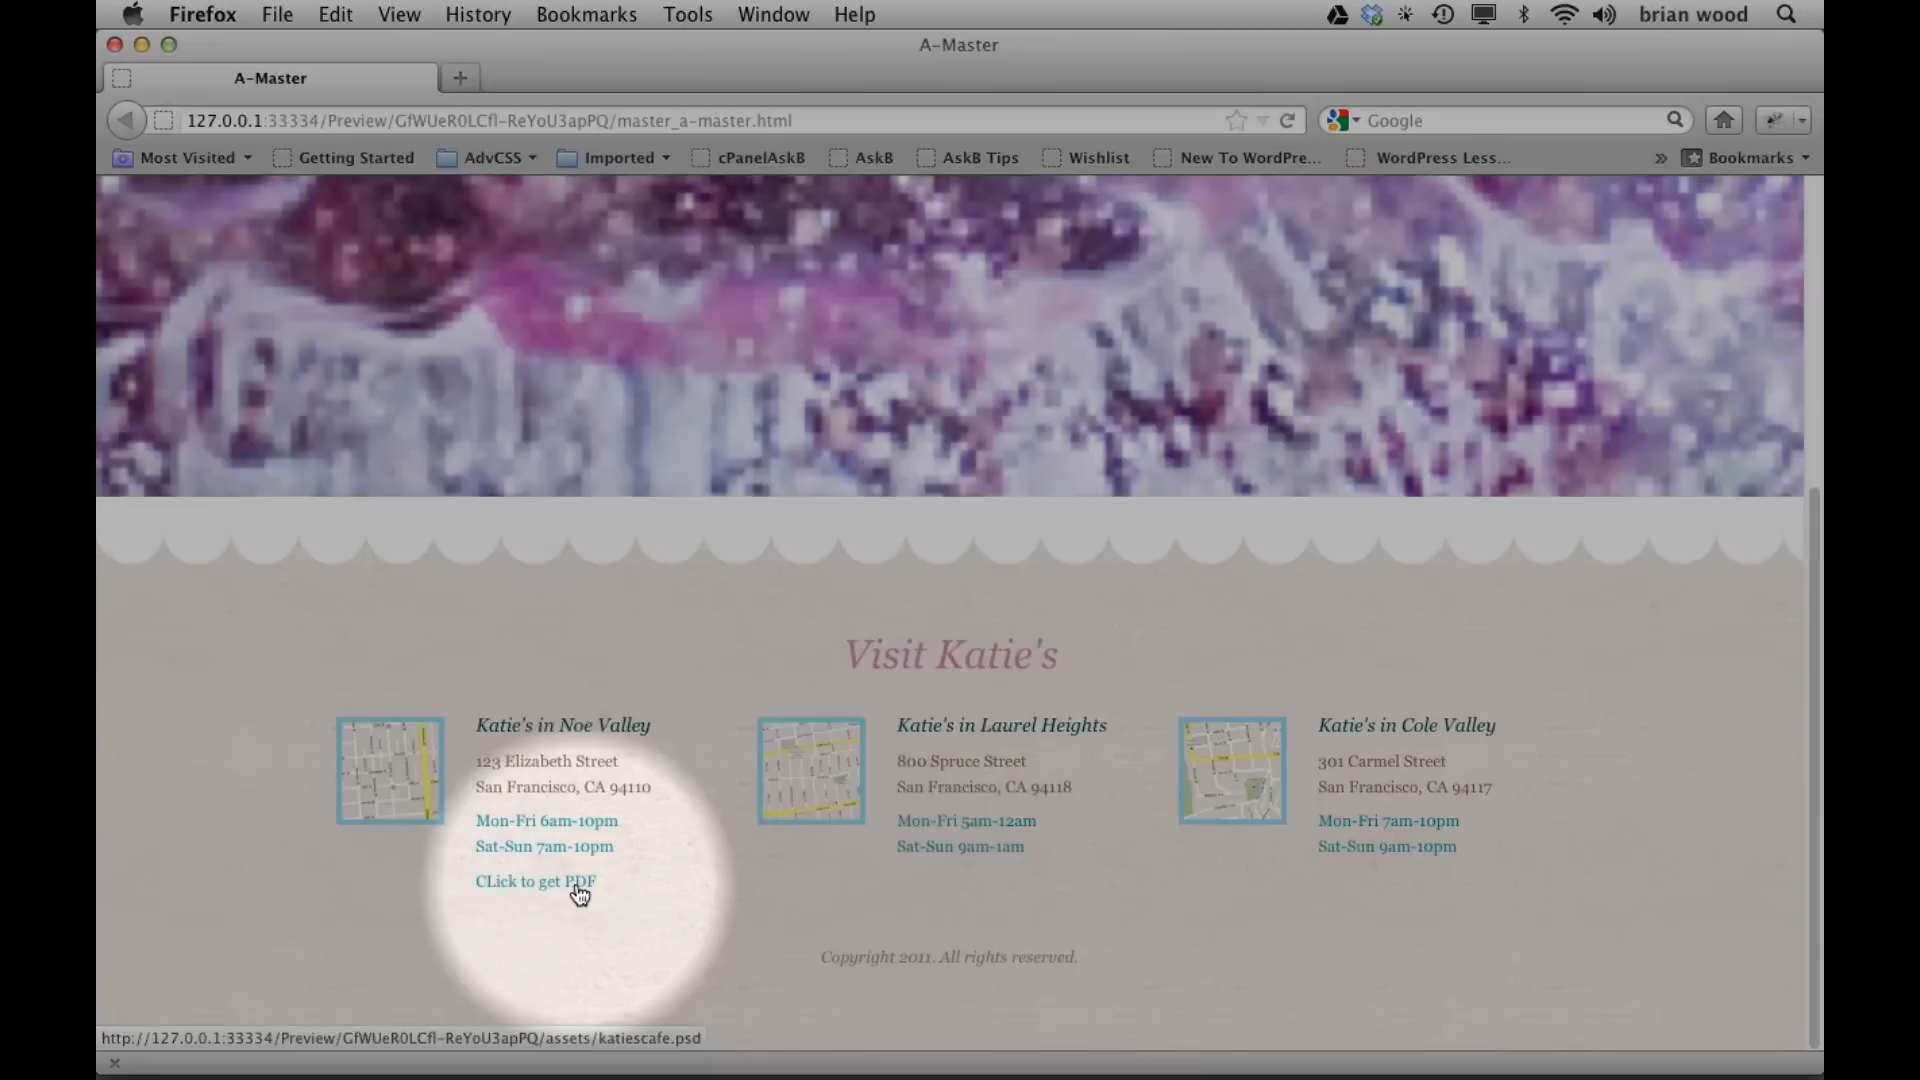 Firefox File Edit View History Bookmarks Tools Window Help brian wood
A-Master
A-Master
127.0.0.1:33334/Preview/GfWUeR0LCfl-ReYoU3apPQ/master_a-master.html Google
Most Visited Getting Started AdvCSS Imported cPanelAskB AskB AskB Tips Wishlist New To WordPre... WordPress Less... » Bookmarks
Visit Katie's
Katie's in Noe Valley
123 Elizabeth Street
San Francisco, CA 94110
Mon-Fri 6am-10pm
Sat-Sun 7am-10pm
CLick to get PDF
Katie's in Laurel Heights
800 Spruce Street
San Francisco, CA 94118
Mon-Fri 5am-12am
Sat-Sun 9am-1am
Katie's in Cole Valley
301 Carmel Street
San Francisco, CA 94117
Mon-Fri 7am-10pm
Sat-Sun 9am-10pm
Copyright 2011. All rights reserved.
http://127.0.0.1:33334/Preview/GfWUeR0LCfl-ReYoU3apPQ/assets/katiescafe.psd